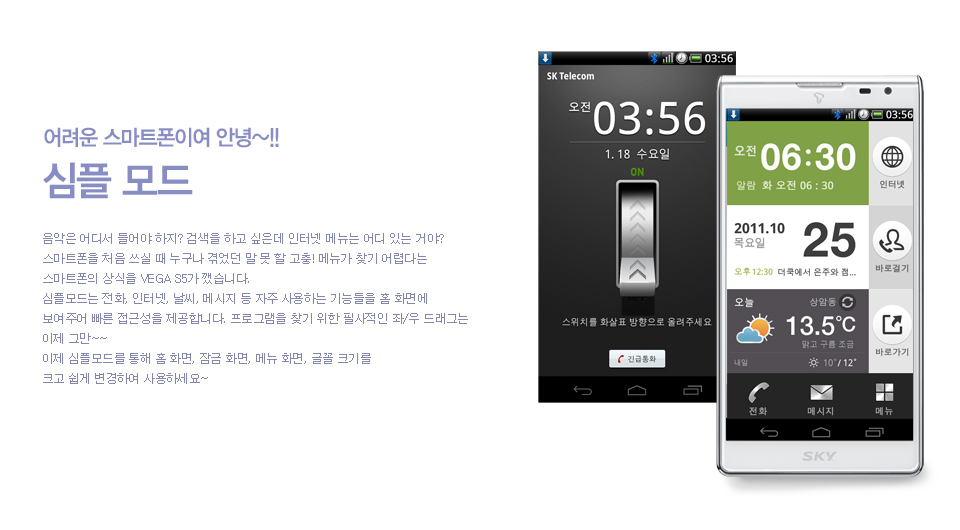 어려운 스마트폰이여 안녕~!!
심플 모드
음악은 어디서 들어야 하지? 검색을 하고 싶은데 인터넷 메뉴는 어디 있는 거야?
스마트폰을 처음 쓰실 때 누구나 겪었던 말 못 할 고충! 메뉴가 찾기 어렵다는
스마트폰의 상식을 VEGA S5가 깼습니다.
심플모드는 전화, 인터넷, 날씨, 메시지 등 자주 사용하는 기능들을 홈 화면에
보여주어 빠른 접근성을 제공합니다. 프로그램을 찾기 위한 필사적인 좌/우 드래그는
이제 그만~~
이제 심플모드를 통해 홈 화면, 잠금 화면, 메뉴 화면, 글꼴 크기를
크고 쉽게 변경하여 사용하세요~
03:56
SK Telecom
오전 03:56
1. 18 수요일
ON
스위치를 화살표 방향으로 올려주세요
긴급통화
03:56
오전 06:30
알람 화 오전 06 : 30
인터넷
2011.10
목요일
25
오후 12:30 더쿡에서 은주와 점...
바로걸기
오늘
상암동
13.5°C
맑고 구름 조금
내일
10°/ 12°
바로가기
전화
메시지
메뉴
SKY